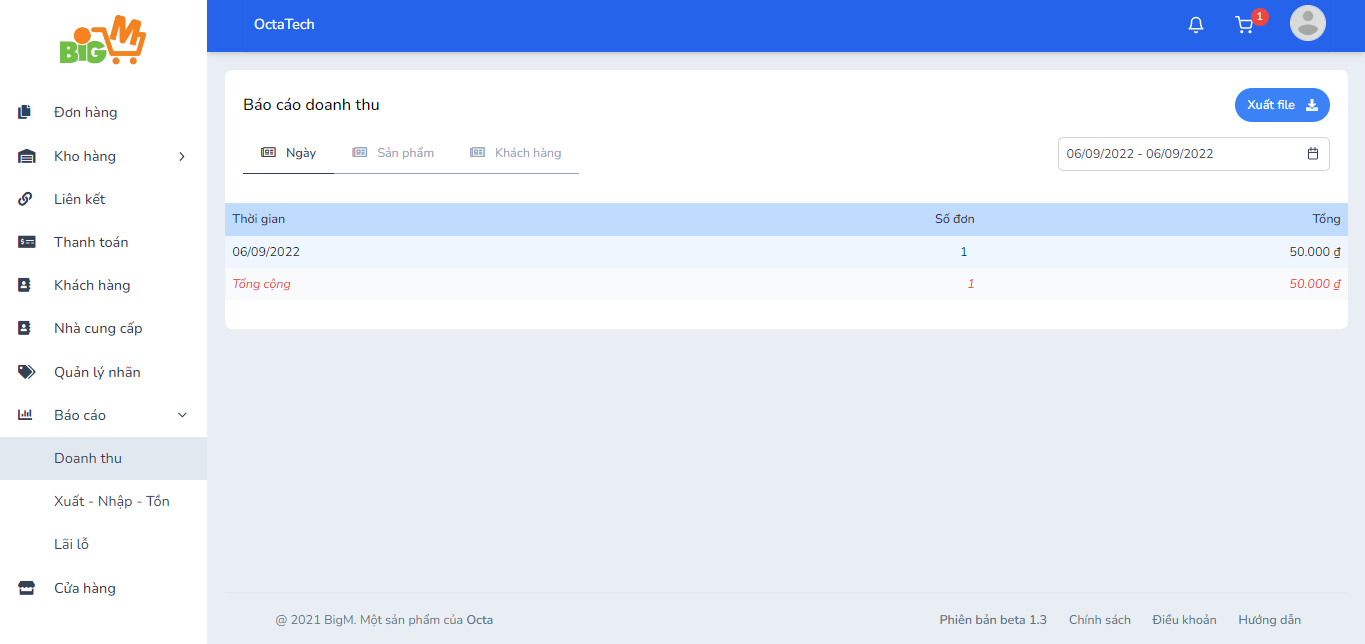 BIGM
OctaTech
1
Đơn hàng
Kho hàng
Liên kết
Thanh toán
Khách hàng
Nhà cung cấp
Quản lý nhãn
Báo cáo
Doanh thu
Xuất - Nhập - Tồn
Lãi lỗ
Cửa hàng
Báo cáo doanh thu
Xuất file
Ngày Sản phẩm Khách hàng
06/09/2022 - 06/09/2022
Thời gian Số đơn Tổng
06/09/2022 1 50.000 ₫
Tổng cộng 1 50.000 ₫
@ 2021 BigM. Một sản phẩm của Octa
Phiên bản beta 1.3 Chính sách Điều khoản Hướng dẫn